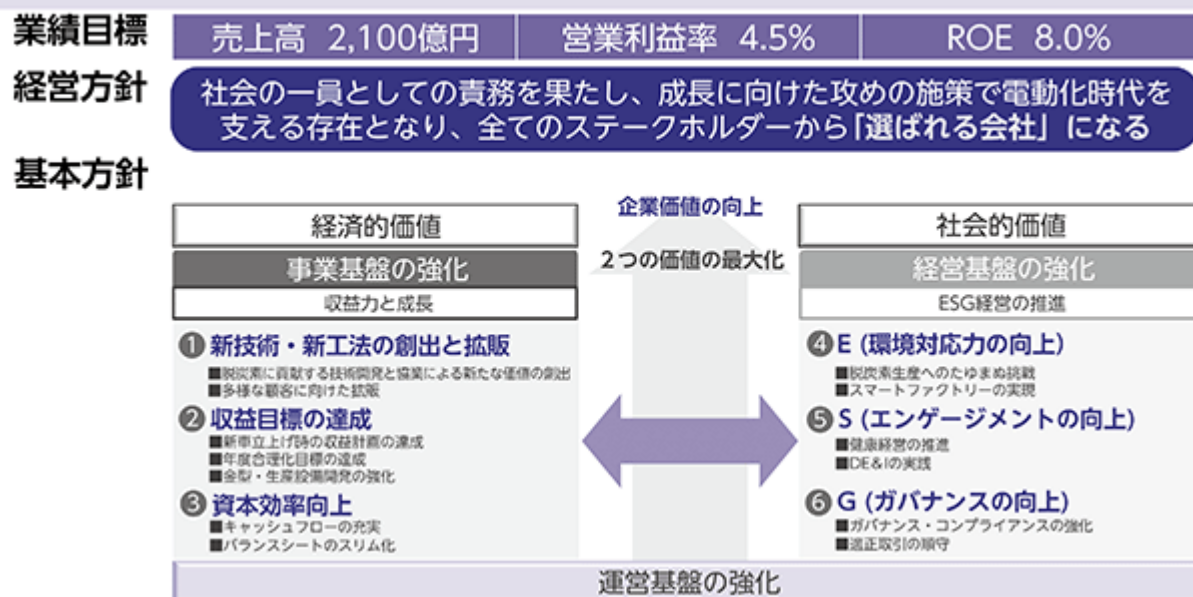 業績目標
売上高 2,100億円
営業利益率 4.5%
ROE 8.0%
経営方針
社会の一員としての責務を果たし、成長に向けた攻めの施策で電動化時代を
支える存在となり、全てのステークホルダーから「選ばれる会社」になる
基本方針
企業価値の向上
2つの価値の最大化
経済的価値
事業基盤の強化
収益力と成長
❶新技術・新工法の創出と拡販
■脱炭素に貢献する技術開発と協業による新たな価値の創出
■多様な顧客に向けた拡販
❷収益目標の達成
■新車立上げ時の収益計画の達成
■年度合理化目標の達成
■金型・生産設備開発の強化
❸資本効率向上
■キャッシュフローの充実
■バランスシートのスリム化
社会的価値
経営基盤の強化
ESG経営の推進
❹E (環境対応力の向上)
■脱炭素生産へのたゆまぬ挑戦
■スマートファクトリーの実現
❺S (エンゲージメントの向上)
■健康経営の推進
■DE&Iの実践
❻G (ガバナンスの向上)
■ガバナンス・コンプライアンスの強化
■適正取引の順守
運営基盤の強化